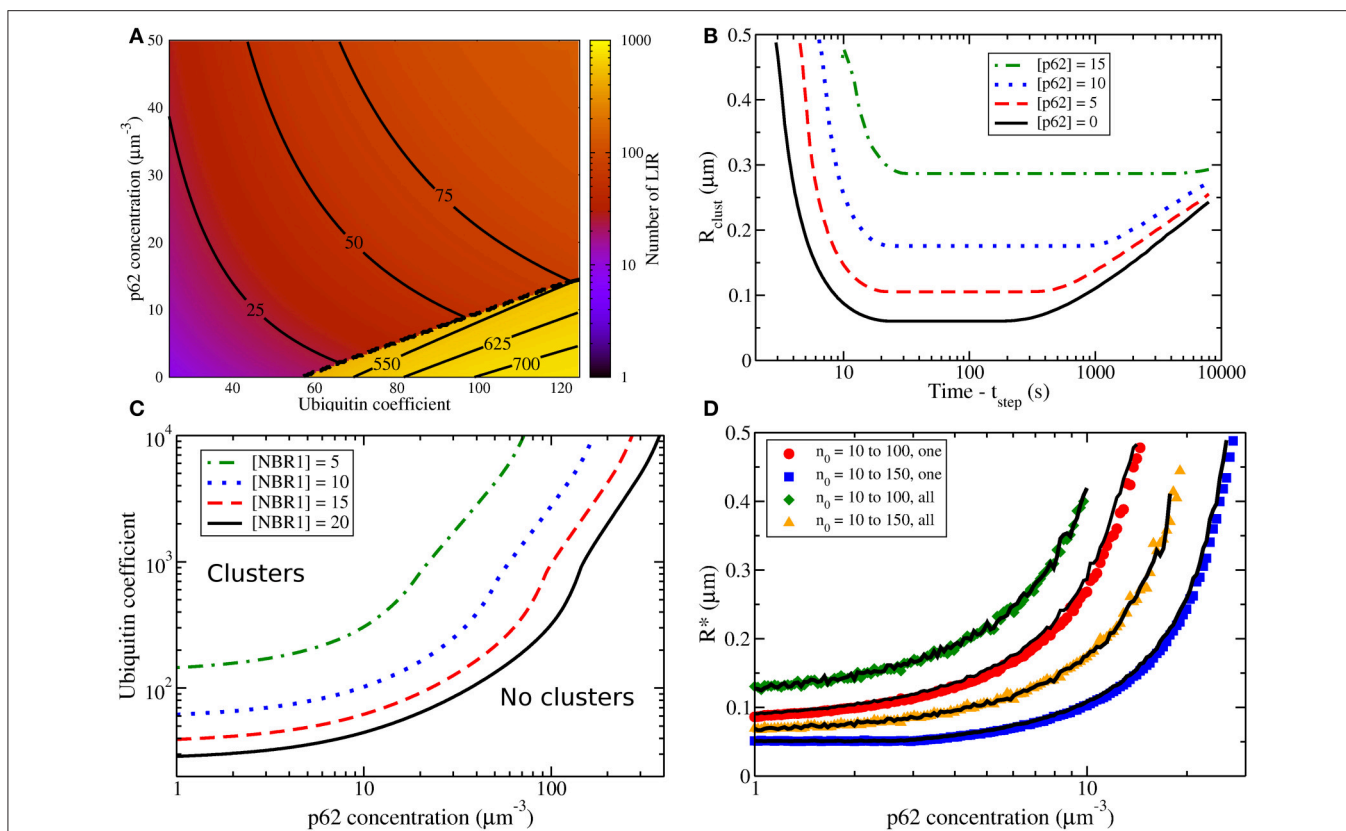 A
50
40
30
20
10
0
p62 concentration (μm⁻³)
25
50
75
550
625
700
40
60
80
100
120
Ubiquitin coefficient
1000
100
10
1
Number of LIR
B
0.5
0.4
0.3
0.2
0.1
0
R_clust (μm)
[p62] = 15
[p62] = 10
[p62] = 5
[p62] = 0
10
100
1000
10000
Time - t_step (s)
C
10⁴
10³
10²
Ubiquitin coefficient
[NBR1] = 5
[NBR1] = 10
[NBR1] = 15
[NBR1] = 20
Clusters
No clusters
1
10
100
p62 concentration (μm⁻³)
D
0.5
0.4
0.3
0.2
0.1
0
R* (μm)
n₀ = 10 to 100, one
n₀ = 10 to 150, one
n₀ = 10 to 100, all
n₀ = 10 to 150, all
1
10
p62 concentration (μm⁻³)